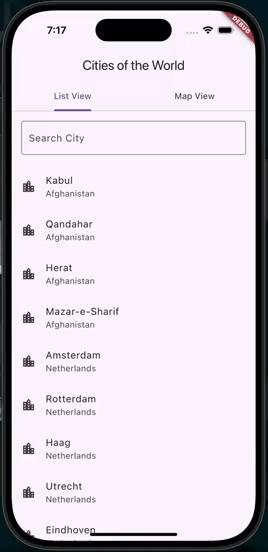 7:17
DEBUG
Cities of the World
List View
Map View
Search City
Kabul
Afghanistan
Qandahar
Afghanistan
Herat
Afghanistan
Mazar-e-Sharif
Afghanistan
Amsterdam
Netherlands
Rotterdam
Netherlands
Haag
Netherlands
Utrecht
Netherlands
Eindhoven